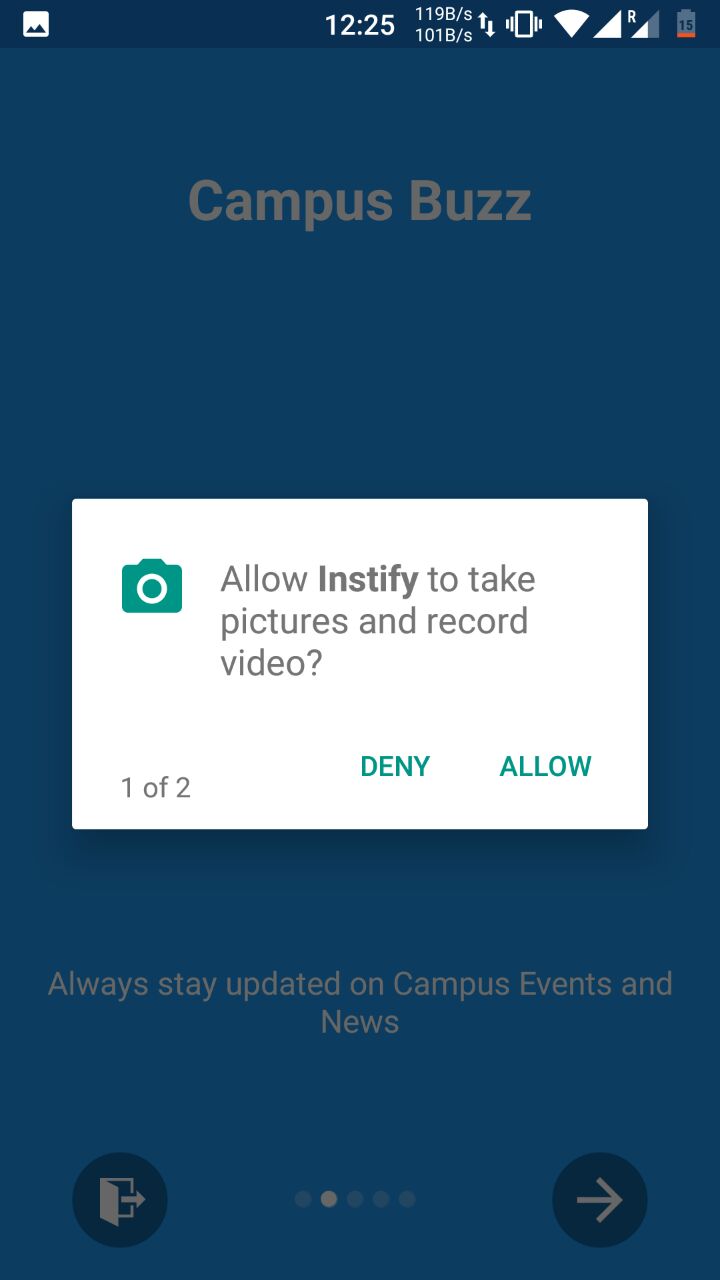 12:25
119B/s
101B/s
R
15
Campus Buzz
Allow Instify to take
pictures and record
video?
DENY
ALLOW
1 of 2
Always stay updated on Campus Events and
News